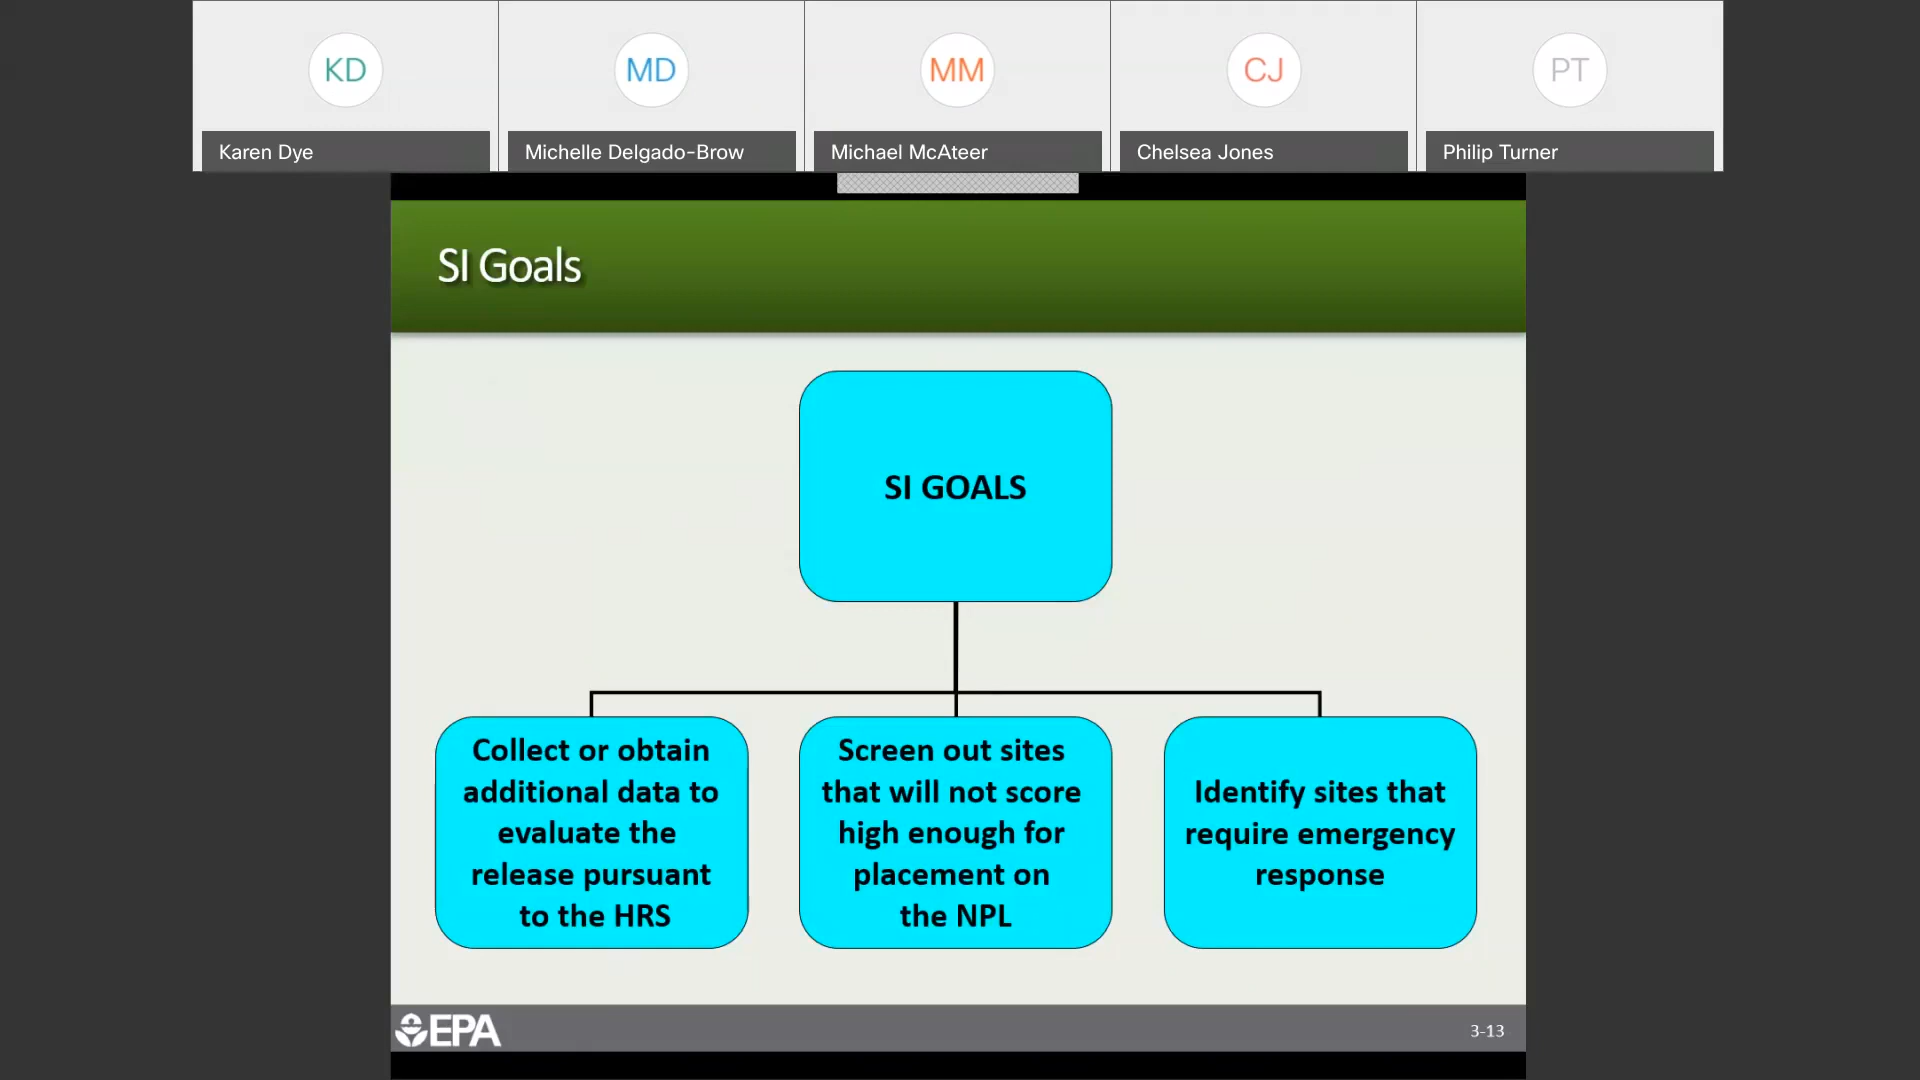 KD
MD
MM
CJ
PT
Karen Dye
Michelle Delgado-Brow
Michael McAteer
Chelsea Jones
Philip Turner
SI Goals
SI GOALS
Collect or obtain
additional data to
evaluate the
release pursuant
to the HRS
Screen out sites
that will not score
high enough for
placement on
the NPL
Identify sites that
require emergency
response
EPA
3-13